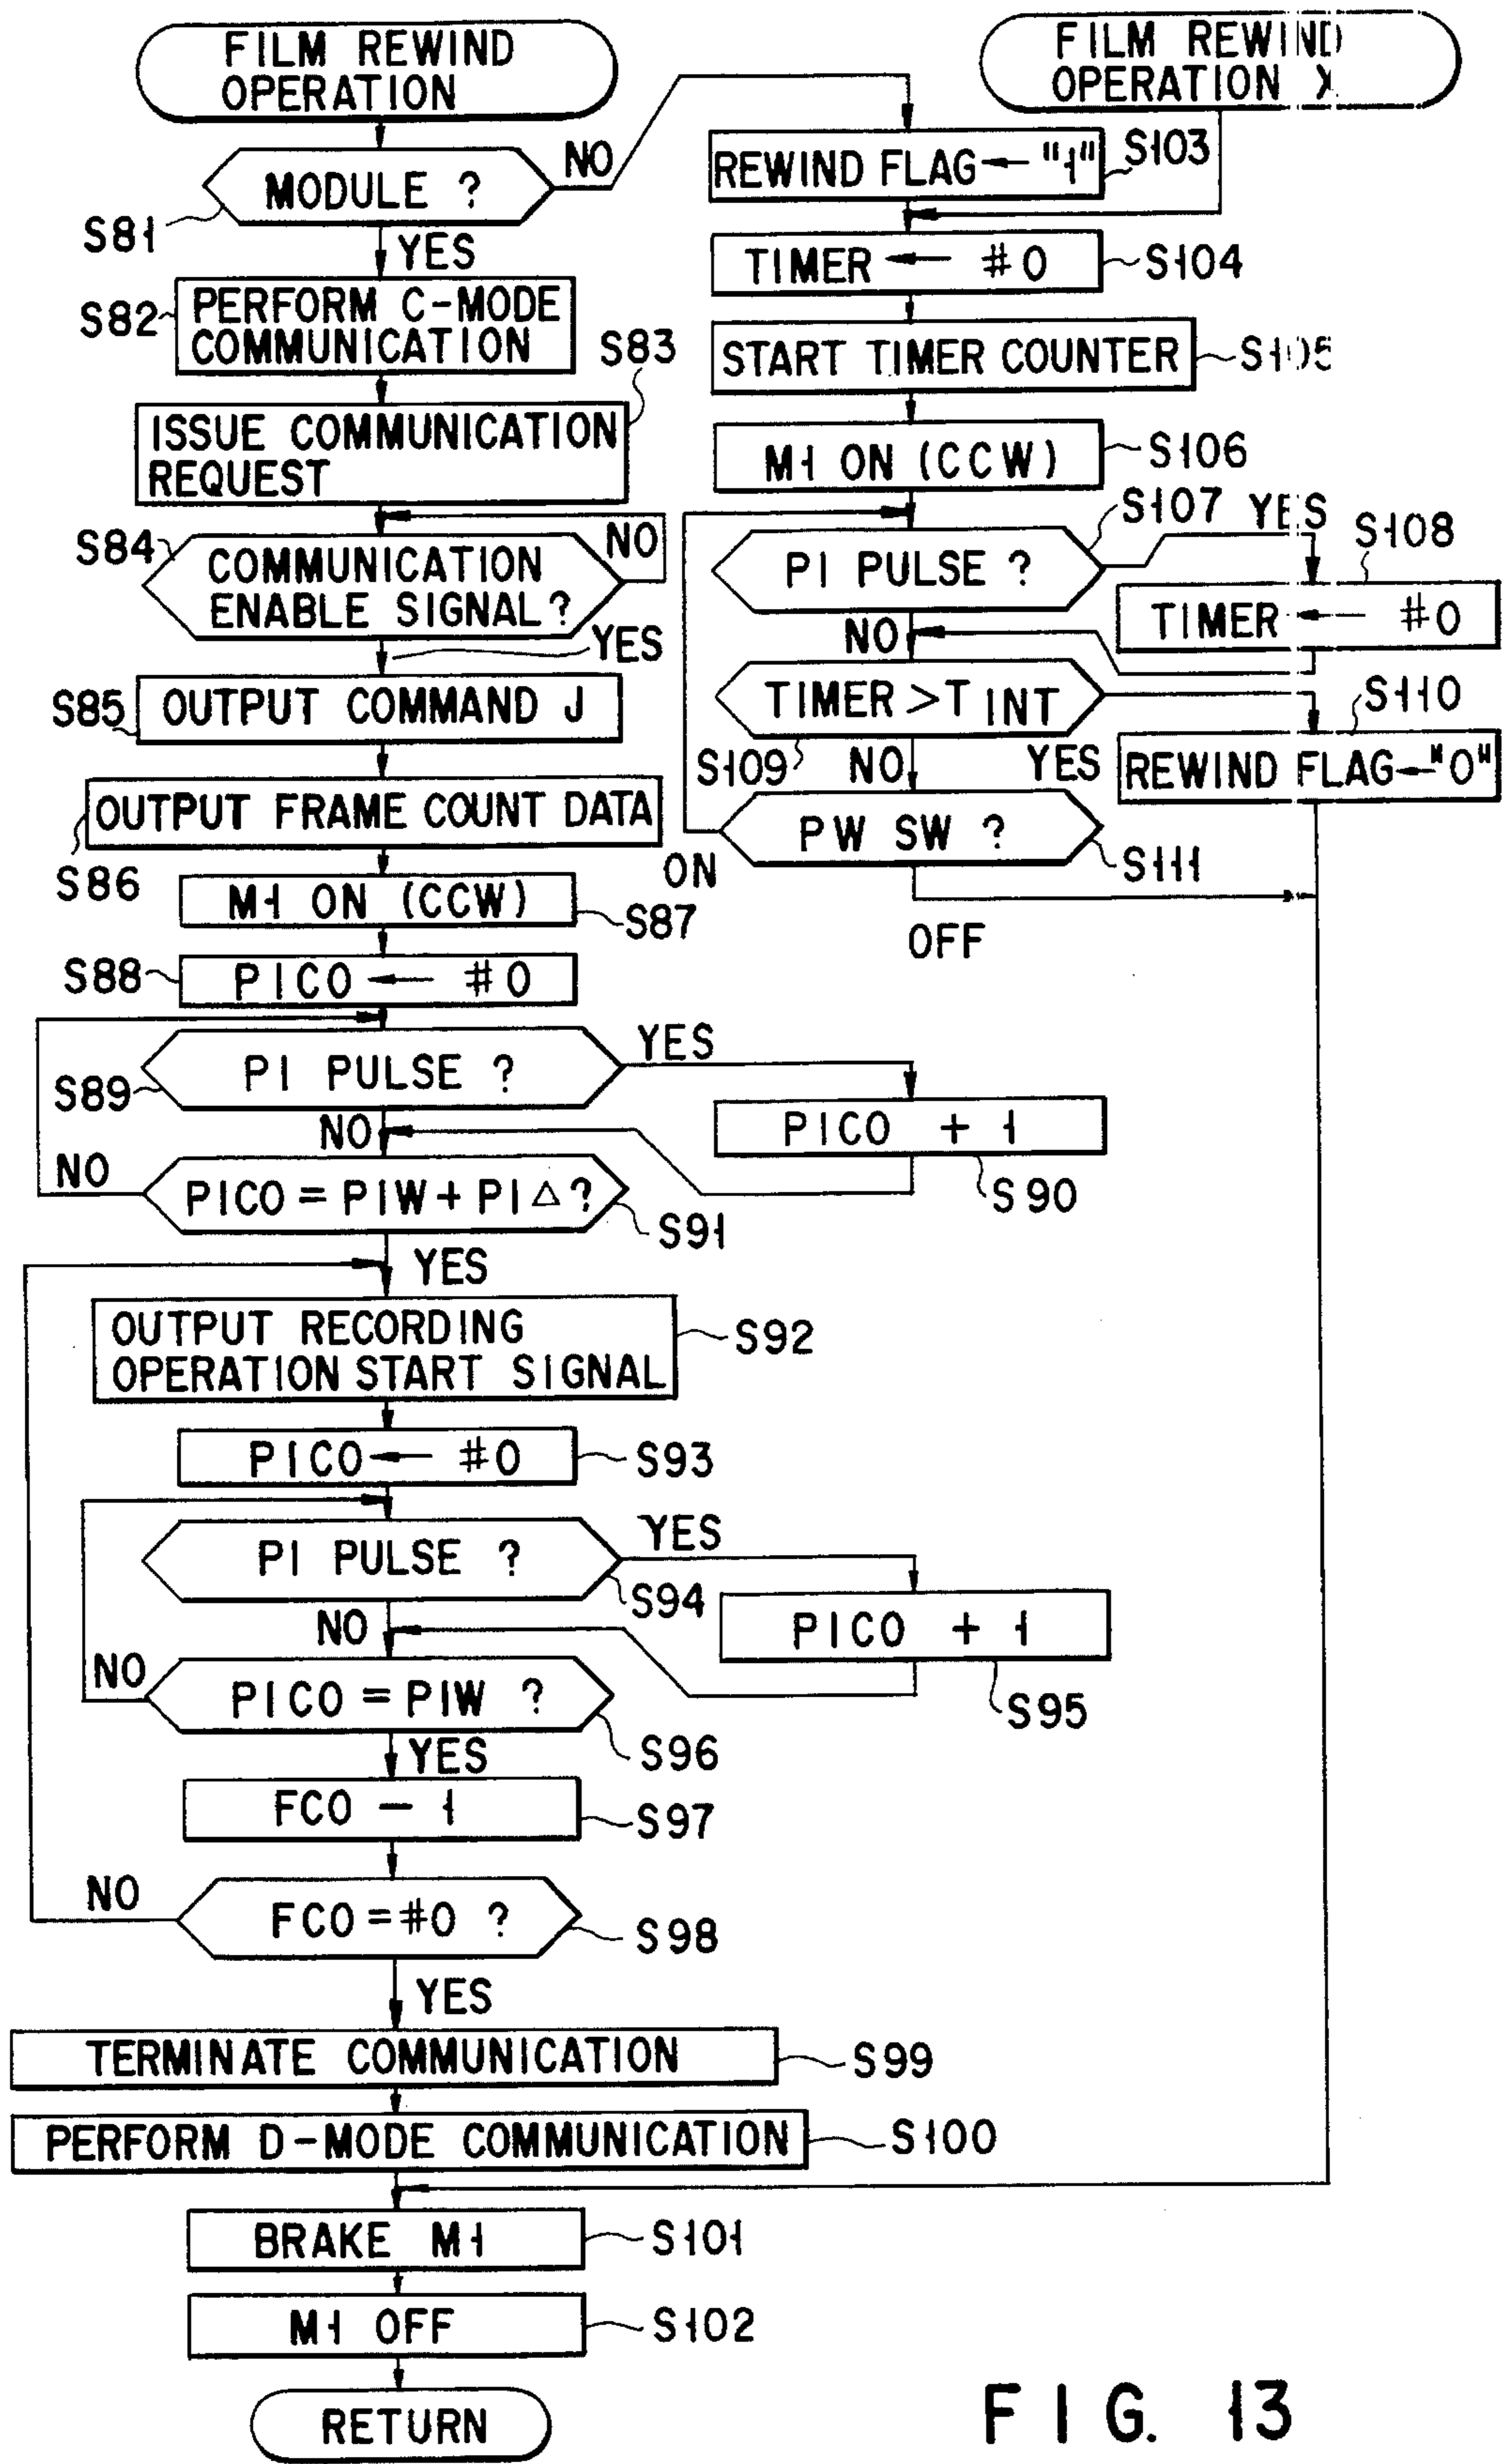 FILM REWIND
OPERATION
MODULE ?
NO
S81
YES
S82
PERFORM C-MODE
COMMUNICATION
S83
ISSUE COMMUNICATION
REQUEST
S84
COMMUNICATION
ENABLE SIGNAL?
NO
YES
S85
OUTPUT COMMAND J
OUTPUT FRAME COUNT DATA
S86
M1 ON (CCW)
S87
S88
PICO ← #0
PI PULSE ?
YES
S89
NO
PICO + 1
S90
NO
PICO = PIW + PI△?
S91
YES
OUTPUT RECORDING
OPERATION START SIGNAL
S92
PICO ← #0
S93
PI PULSE ?
YES
S94
NO
PICO + 1
S95
NO
PICO = PIW ?
S96
YES
FCO - 1
S97
NO
FCO = #0 ?
S98
YES
TERMINATE COMMUNICATION
S99
PERFORM D-MODE COMMUNICATION
S100
BRAKE M1
S101
M1 OFF
S102
RETURN
FILM REWIND
OPERATION X
REWIND FLAG ← "1"
S103
TIMER ← #0
S104
START TIMER COUNTER
S105
M1 ON (CCW)
S106
S107
YES
PI PULSE ?
S108
TIMER ← #0
NO
TIMER > T INT
S109
NO
YES
S110
REWIND FLAG ← "0"
PW SW ?
S111
ON
OFF
FIG. 13